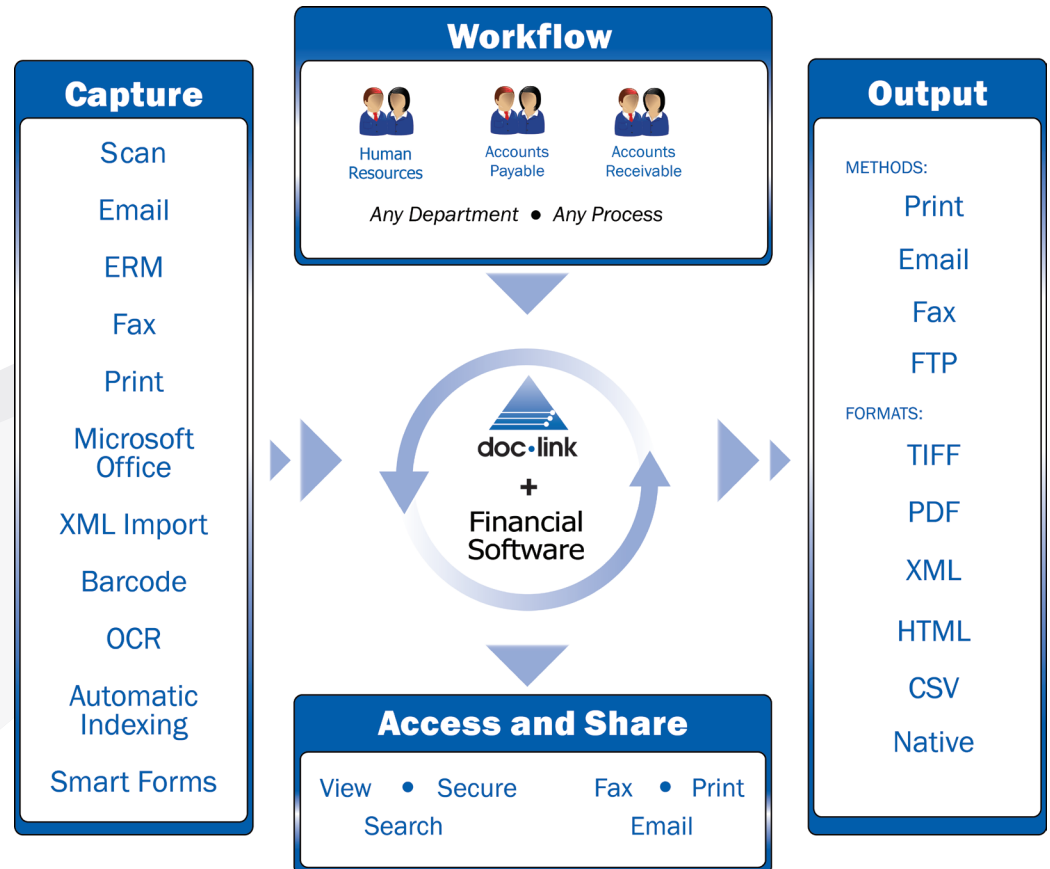 Workflow
Human
Resources
Accounts
Payable
Accounts
Receivable
Any Department • Any Process
Capture
Scan
Email
ERM
Fax
Print
Microsoft
Office
XML Import
Barcode
OCR
Automatic
Indexing
Smart Forms
doc•link
+
Financial
Software
Access and Share
View • Secure
Search
Fax • Print
Email
Output
METHODS:
Print
Email
Fax
FTP
FORMATS:
TIFF
PDF
XML
HTML
CSV
Native